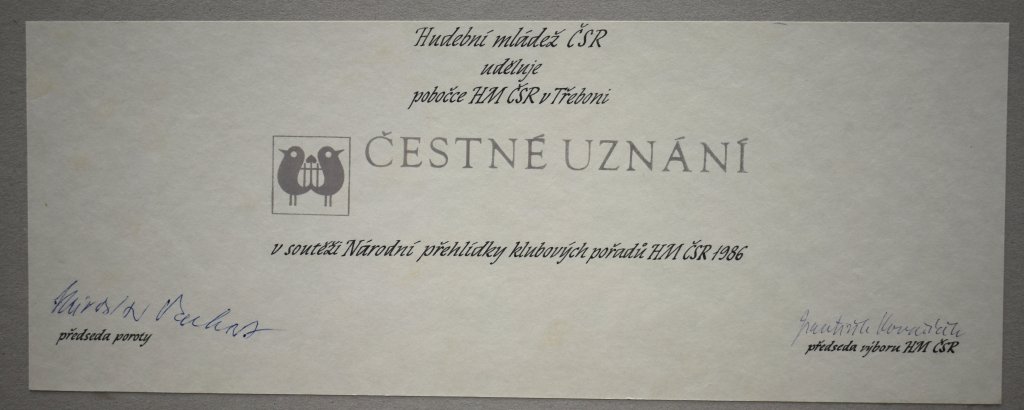 Hudební mládež ČSR
uděluje
pobočce HM ČSR v Třeboni
ČESTNÉ UZNÁNÍ
v soutěži Národní přehlídky klubových pořadů HM ČSR 1986
předseda poroty
předseda výboru HM ČSR